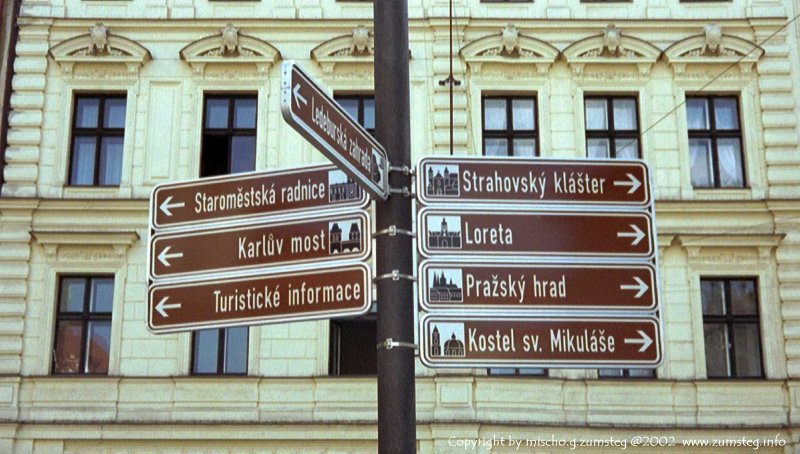 Ledeburská zahrada
Staroměstská radnice
Karlův most
Turistické informace
Strahovský klášter
Loreta
Pražský hrad
Kostel sv. Mikuláše
Copyright by mischo.g.zumsteg @2002 www.zumsteg.info